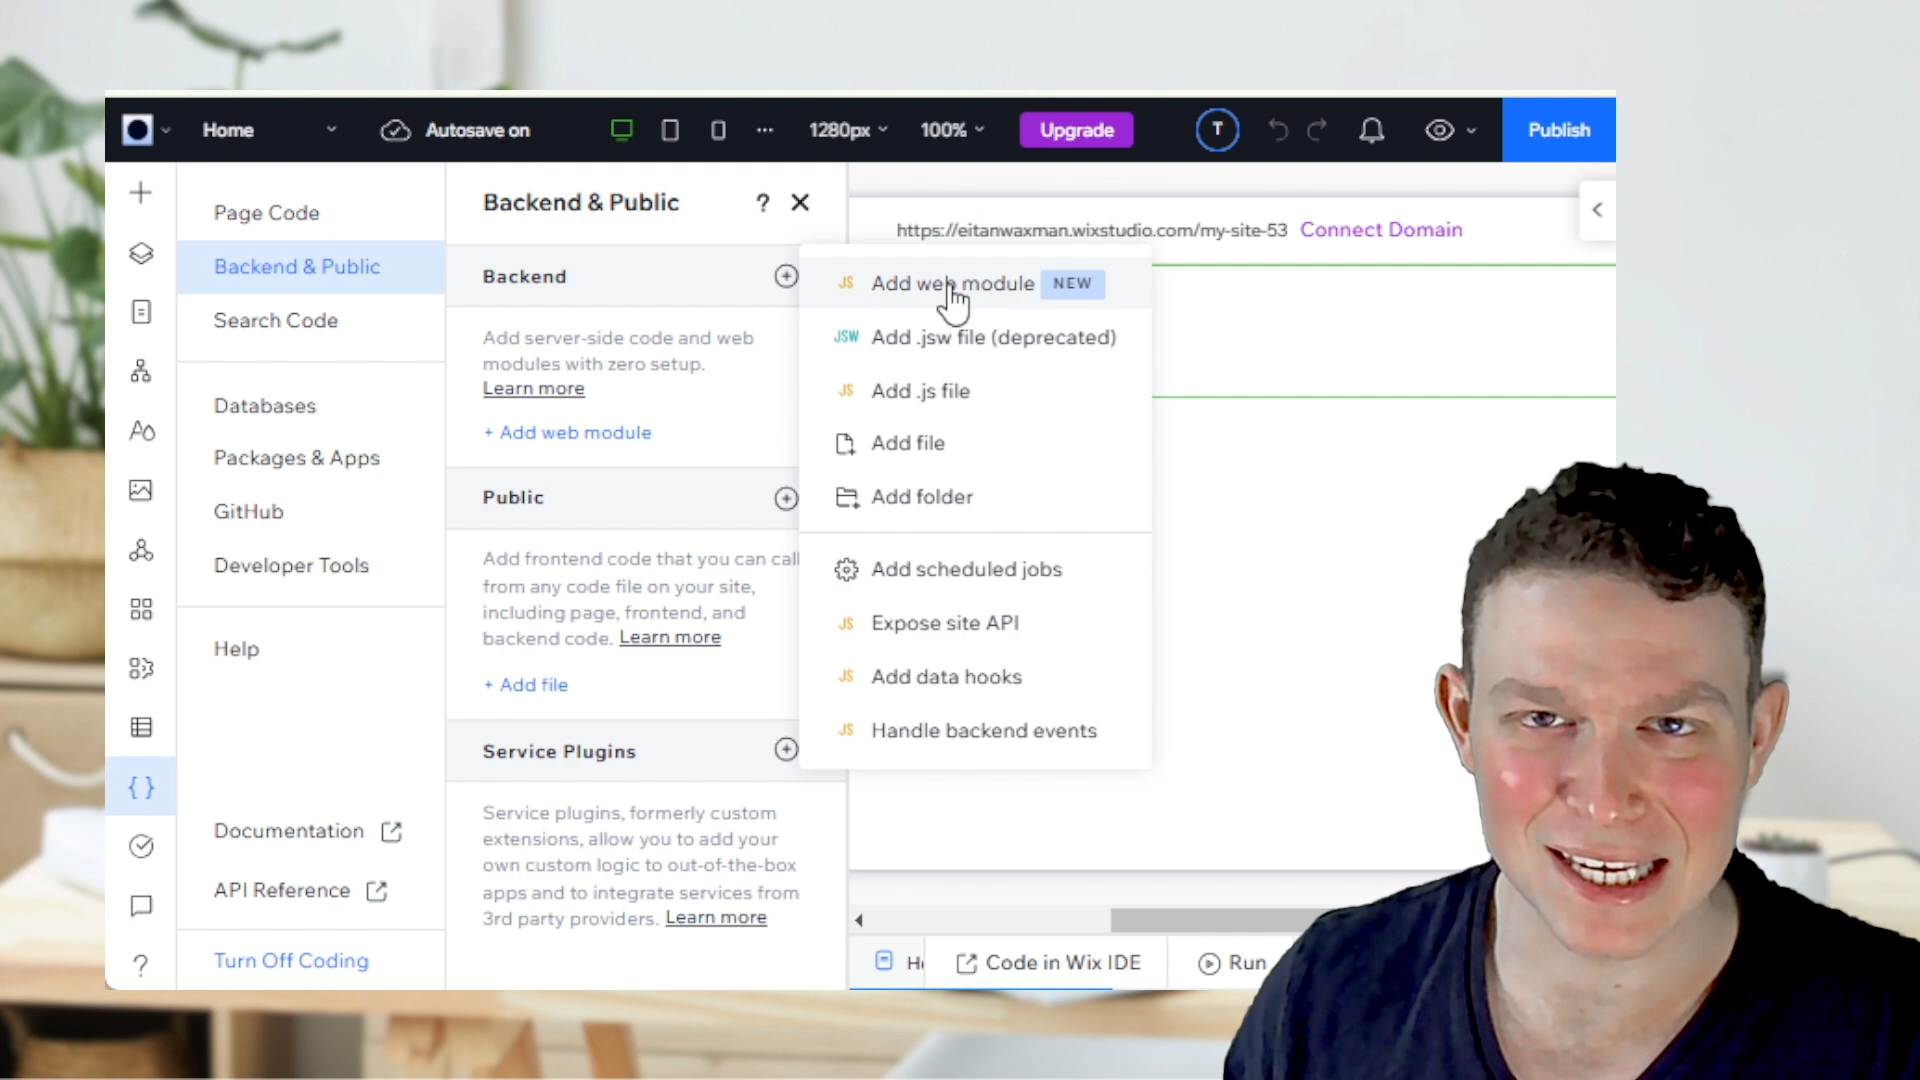 Home
Autosave on
1280px
100%
Upgrade
T
Publish
Page Code
Backend & Public
Search Code
Databases
Packages & Apps
GitHub
Developer Tools
Help
Documentation
API Reference
Turn Off Coding
Backend & Public
?
Backend
Add server-side code and web
modules with zero setup.
Learn more
+ Add web module
Public
Add frontend code that you can call
from any code file on your site,
including page, frontend, and
backend code. Learn more
+ Add file
Service Plugins
Service plugins, formerly custom
extensions, allow you to add your
own custom logic to out-of-the-box
apps and to integrate services from
3rd party providers. Learn more
https://eitanwaxman.wixstudio.com/my-site-53 Connect Domain
JS Add web module NEW
JSW Add .jsw file (deprecated)
JS Add .js file
Add file
Add folder
Add scheduled jobs
JS Expose site API
JS Add data hooks
JS Handle backend events
Code in Wix IDE
Run